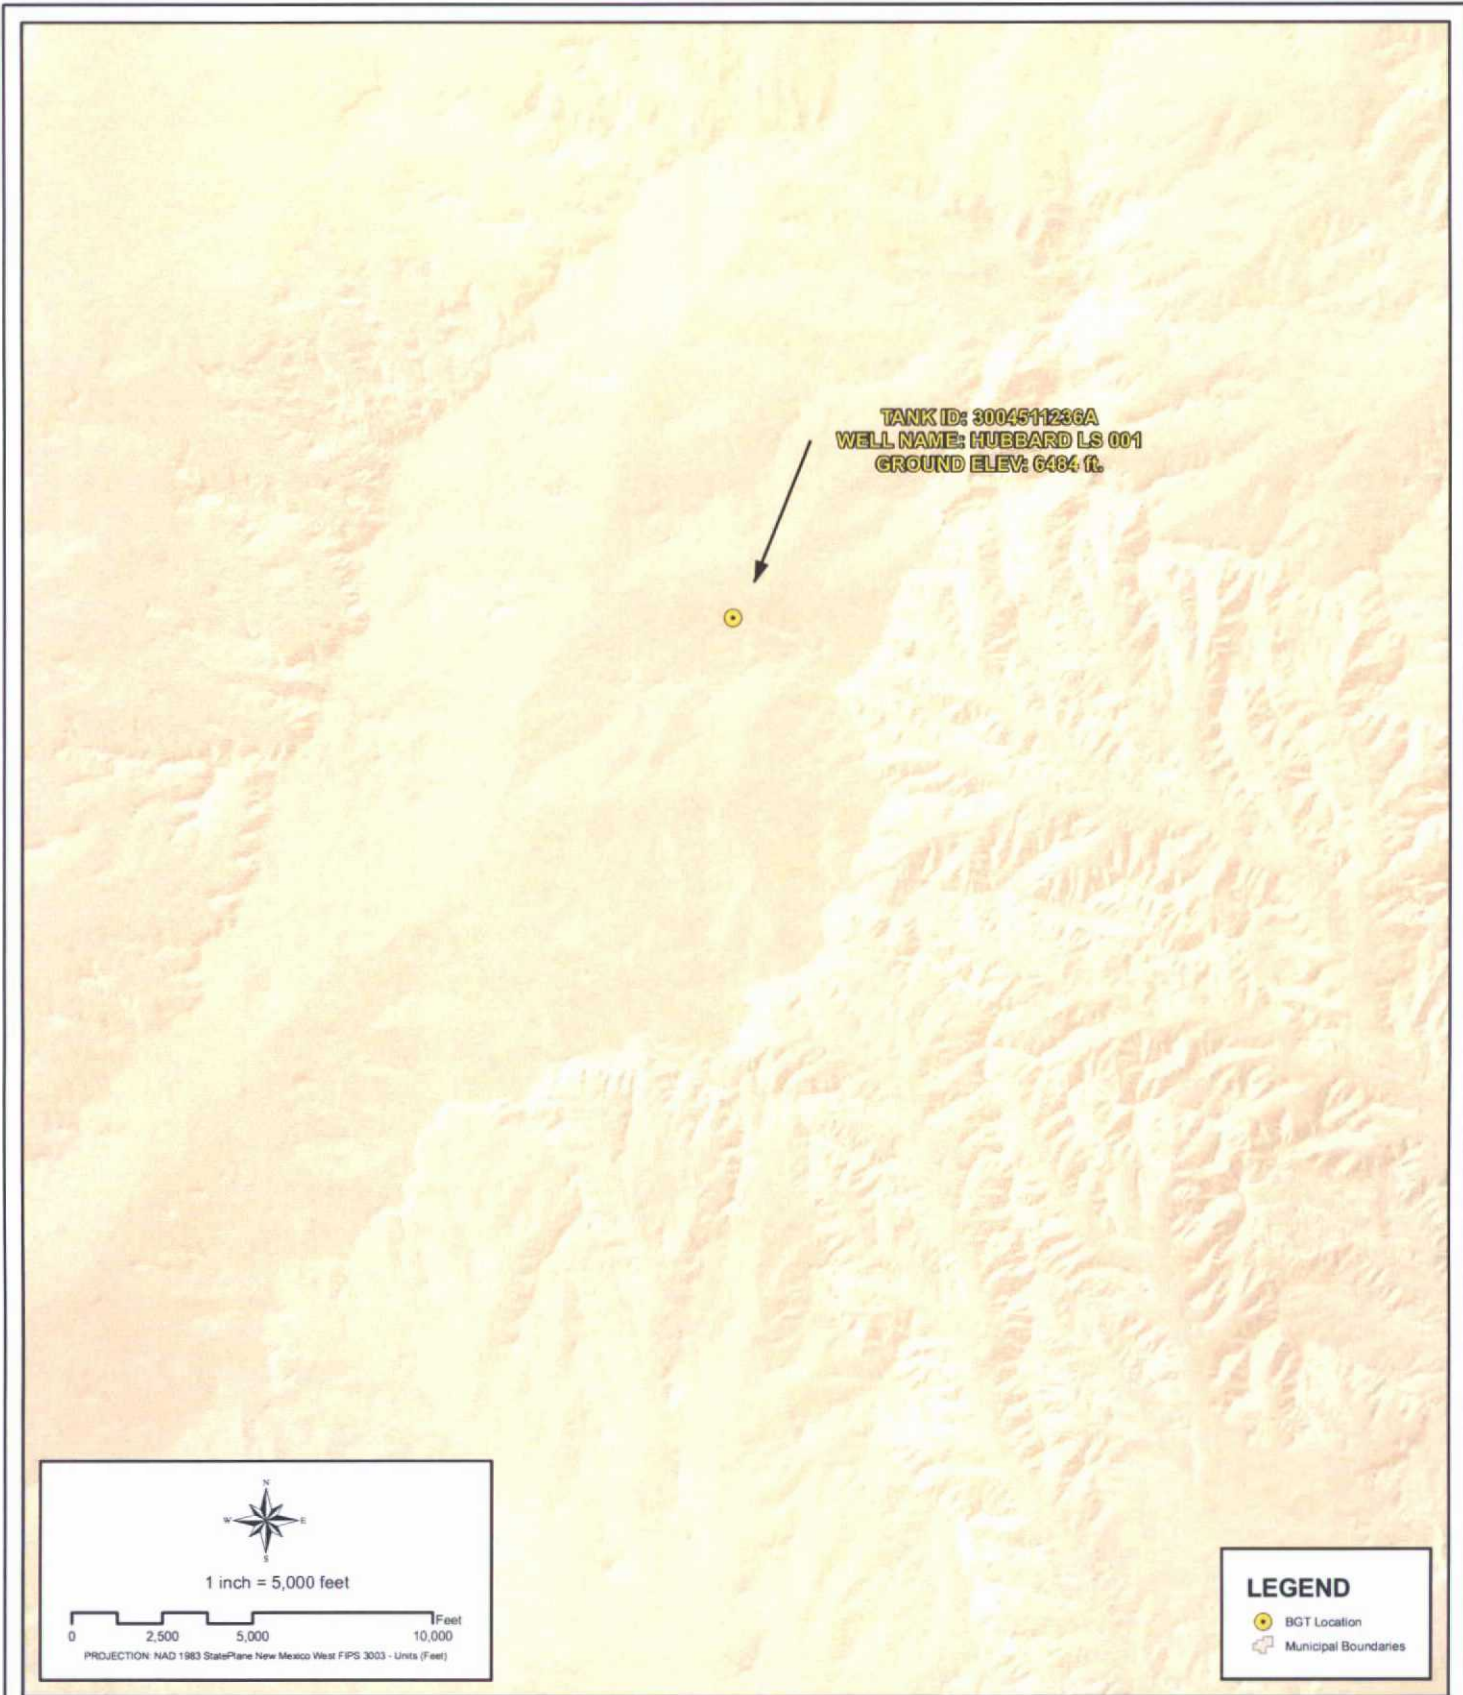 TANK ID: 3004511236A
WELL NAME: HUBBARD LS 001
GROUND ELEV: 6484 ft.
N
W E
S
1 inch = 5,000 feet
Feet
0 2,500 5,000 10,000
PROJECTION: NAD 1983 StatePlane New Mexico West FIPS 3003 - Units (Feet)
LEGEND
BGT Location
Municipal Boundaries